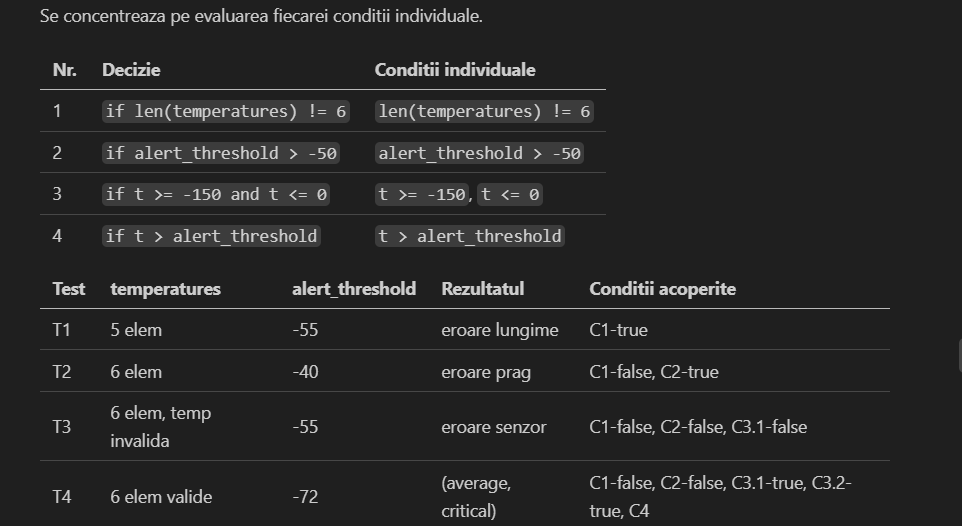 Se concentreaza pe evaluarea fiecarei conditii individuale.
Nr. Decizie Conditii individuale
1 if len(temperatures) != 6 len(temperatures) != 6
2 if alert_threshold > -50 alert_threshold > -50
3 if t >= -150 and t <= 0 t >= -150, t <= 0
4 if t > alert_threshold t > alert_threshold
Test temperatures alert_threshold Rezultatul Conditii acoperite
T1 5 elem -55 eroare lungime C1-true
T2 6 elem -40 eroare prag C1-false, C2-true
T3 6 elem, temp invalida -55 eroare senzor C1-false, C2-false, C3.1-false
T4 6 elem valide -72 (average, critical) C1-false, C2-false, C3.1-true, C3.2-true, C4